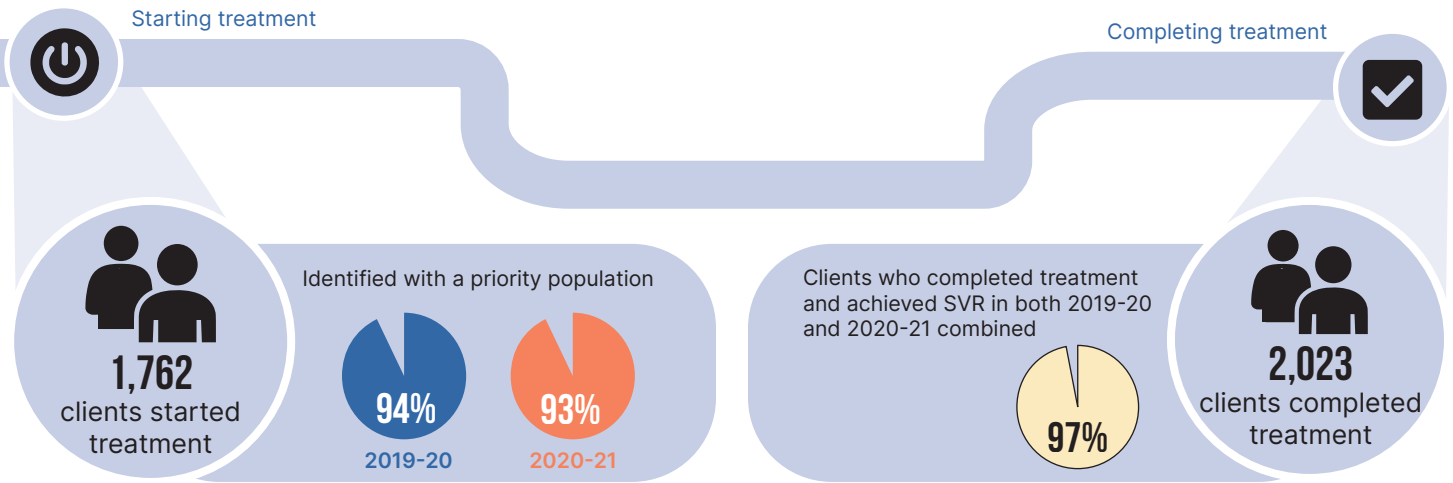 Starting treatment
Completing treatment
1,762
clients started
treatment
Identified with a priority population
94%
2019-20
93%
2020-21
Clients who completed treatment
and achieved SVR in both 2019-20
and 2020-21 combined
97%
2,023
clients completed
treatment